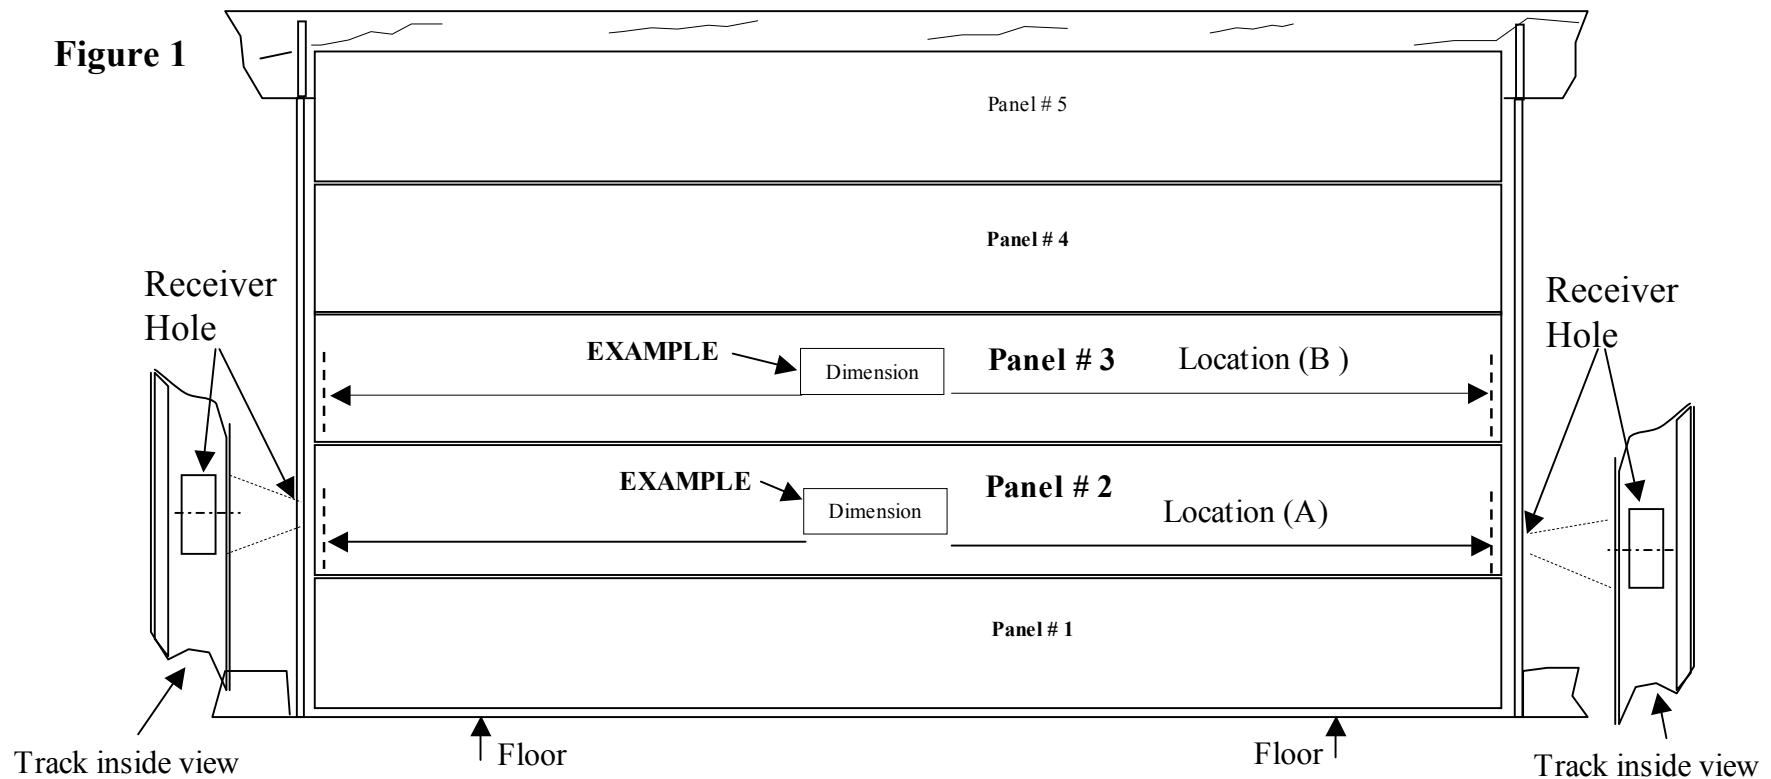 Figure 1
Panel # 5
Panel # 4
Receiver
Hole
Receiver
Hole
EXAMPLE
Dimension
Panel # 3
Location (B )
EXAMPLE
Dimension
Panel # 2
Location (A)
Panel # 1
Track inside view
Floor
Floor
Track inside view